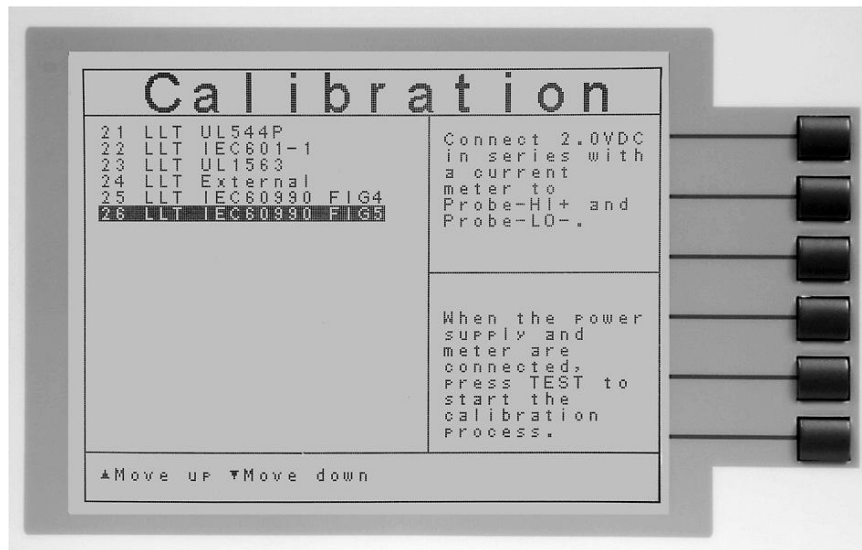 Calibration
21 LLT UL544P
22 LLT IEC601-1
23 LLT UL1563
24 LLT External
25 LLT IEC60990 FIG4
26 LLT IEC60990 FIG5
Connect 2.0VDC
in series with
a current
meter to
Probe-HI+ and
Probe-LO-.
When the power
supply and
meter are
connected,
press TEST to
start the
calibration
process.
▲Move up ▼Move down